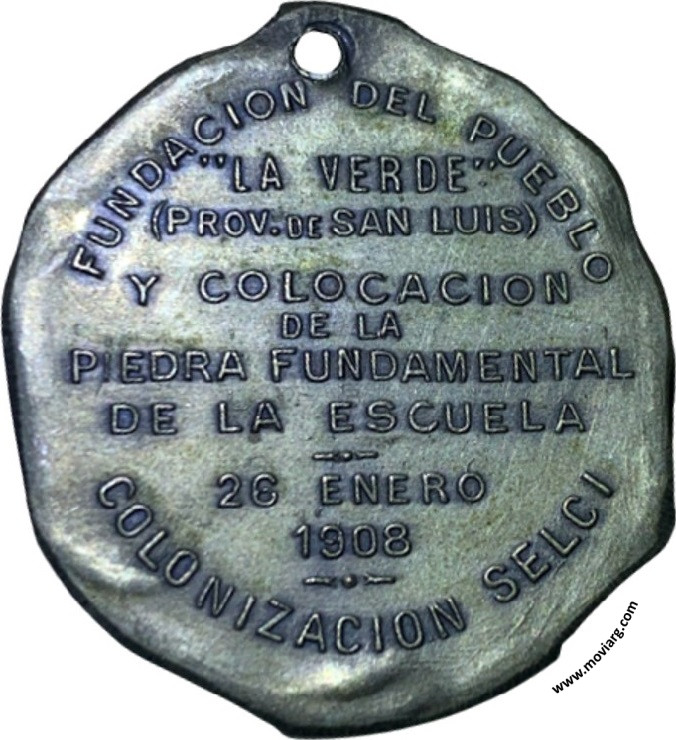 FUNDACION DEL PUEBLO
"LA VERDE"
(PROV. DE SAN LUIS)
Y COLOCACION
DE LA
PIEDRA FUNDAMENTAL
DE LA ESCUELA
26 ENERO
1908
COLONIZACION SELCI
www.moviarg.com